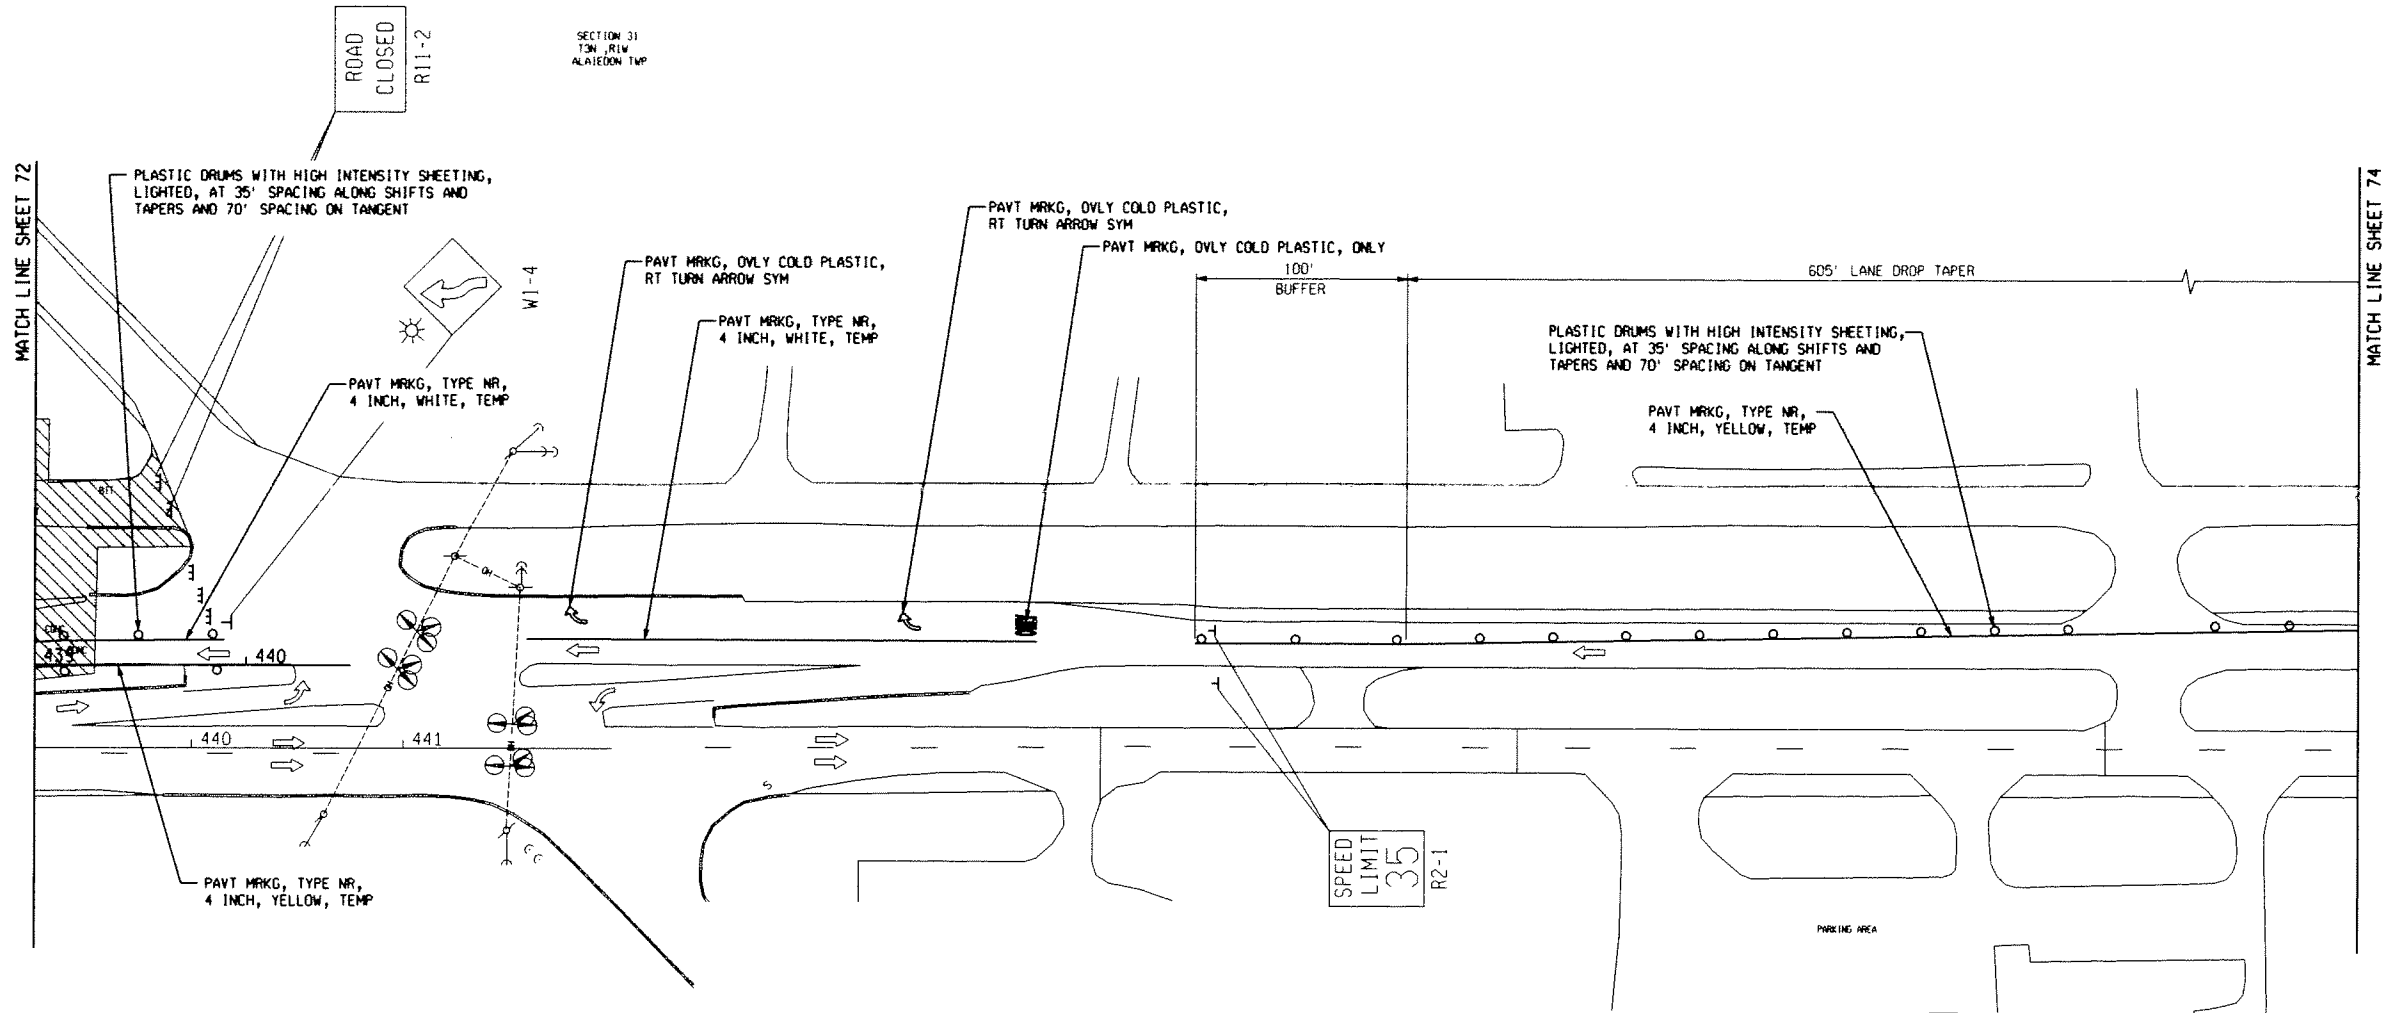 ROAD
CLOSED
R11-2
SECTION 31
T3N ,R1W
ALAIEDON TWP
MATCH LINE SHEET 72
PLASTIC DRUMS WITH HIGH INTENSITY SHEETING,
LIGHTED, AT 35' SPACING ALONG SHIFTS AND
TAPERS AND 70' SPACING ON TANGENT
W1-4
PAVT MRKG, OVLY COLD PLASTIC,
RT TURN ARROW SYM
PAVT MRKG, OVLY COLD PLASTIC,
RT TURN ARROW SYM
PAVT MRKG, OVLY COLD PLASTIC, ONLY
100'
BUFFER
605' LANE DROP TAPER
MATCH LINE SHEET 74
PAVT MRKG, TYPE NR,
4 INCH, WHITE, TEMP
PAVT MRKG, TYPE NR,
4 INCH, WHITE, TEMP
PLASTIC DRUMS WITH HIGH INTENSITY SHEETING,
LIGHTED, AT 35' SPACING ALONG SHIFTS AND
TAPERS AND 70' SPACING ON TANGENT
PAVT MRKG, TYPE NR,
4 INCH, YELLOW, TEMP
BIT
OH
440
OH
440
441
S
G
G
SPEED
LIMIT
35
R2-1
PAVT MRKG, TYPE NR,
4 INCH, YELLOW, TEMP
PARKING AREA